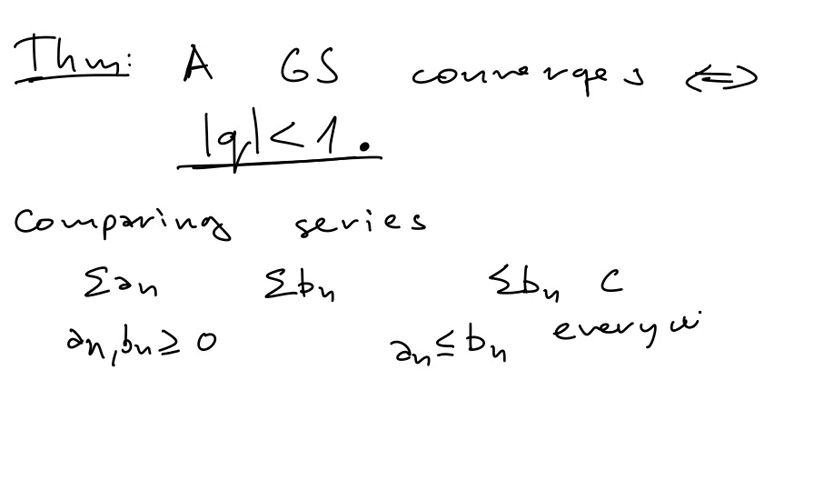 Thm: A GS converges ⟺
|q|<1.
Comparing series
Σan Σbn Σbn C
an,bn≥0 an≤bn every